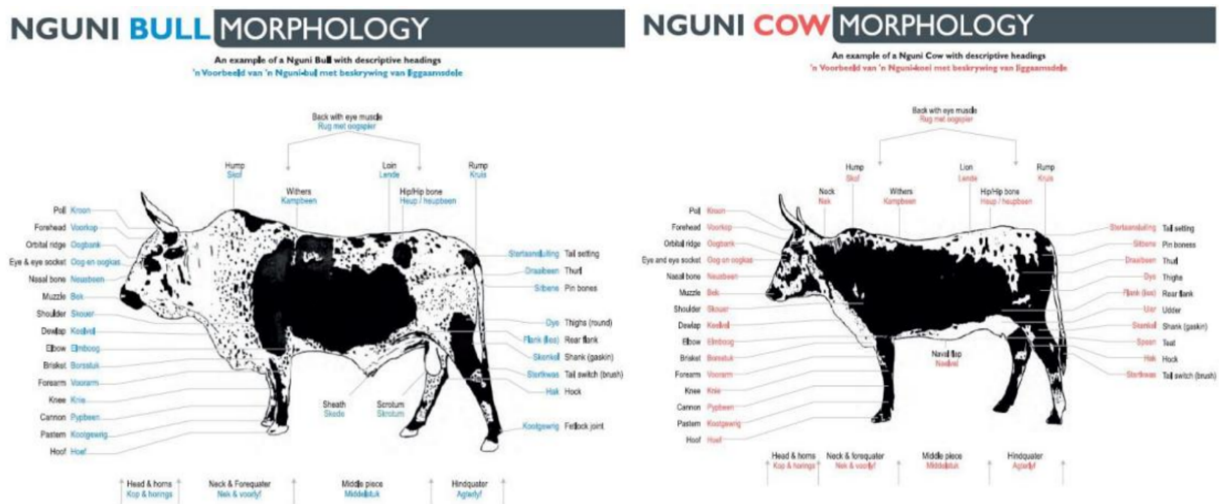 NGUNI BULL MORPHOLOGY
An example of a Nguni Bull with descriptive headings
'n Voorbeeld van 'n Nguni-bul met beskrywing van liggaamsdele
Back with eye muscle
Rug met oogspier
Hump
Skof
Loin
Lende
Rump
Kruis
Withers
Kampbeen
Hip/Hip bone
Heup / heupbeen
Poll Kroon
Forehead Voorkop
Orbital ridge Oogbank
Eye & eye socket Oog en oogkas
Nasal bone Neusbeen
Muzzle Bek
Shoulder Skouer
Dewlap Keelvel
Elbow Elmboog
Brisket Borsstuk
Forearm Voorarm
Knee Knie
Cannon Pypbeen
Pastern Kootgewrig
Hoof Hoef
Stertaansluiting Tail setting
Draaibeen Thurl
Sitbene Pin bones
Dye Thighs (round)
Flank (lies) Rear flank
Skenkel Shank (gaskin)
Stertkwas Tail switch (brush)
Hak Hock
Kootgewrig Fetlock joint
Sheath
Skede
Scrotum
Skrotum
Head & horns
Kop & horings
Neck & Forequater
Nek & voorlyf
Middle piece
Middelstuk
Hindquater
Agterlyf
NGUNI COW MORPHOLOGY
An example of a Nguni Cow with descriptive headings
'n Voorbeeld van 'n Nguni-koei met beskrywing van liggaamsdele
Back with eye muscle
Rug met oogspier
Hump
Skof
Lion
Lende
Rump
Kruis
Neck
Nek
Withers
Kampbeen
Hip/Hip bone
Heup / heupbeen
Poll Kroon
Forehead Voorkop
Orbital ridge Oogbank
Eye and eye socket Oog en oogkas
Nasal bone Neusbeen
Muzzle Bek
Shoulder Skouer
Dewlap Keelvel
Elbow Elmboog
Brisket Borsstuk
Forearm Voorarm
Knee Knie
Cannon Pypbeen
Pastern Kootgewrig
Hoof Hoef
Stertaansluiting Tail setting
Sitbene Pin boness
Draaibeen Thurl
Dye Thighs
Flank (lies) Rear flank
Uier Udder
Skenkel Shank (gaskin)
Speen Teat
Hak Hock
Stertkwas Tail switch (brush)
Naval flap
Naelvel
Head & horns
Kop & horings
Neck & forequater
Nek & voorlyf
Middle piece
Middelstuk
Hindquater
Agterlyf